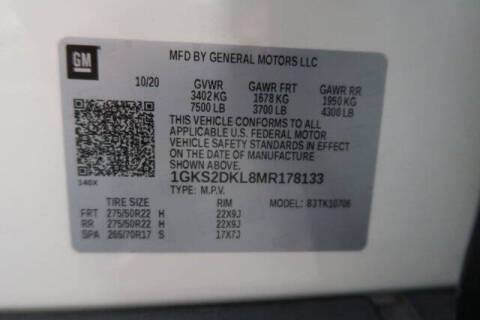 GM
MFD BY GENERAL MOTORS LLC
10/20 GVWR GAWR FRT GAWR RR
3402 KG 1678 KG 1950 KG
7500 LB 3700 LB 4300 LB
THIS VEHICLE CONFORMS TO ALL
APPLICABLE U.S. FEDERAL MOTOR
VEHICLE SAFETY STANDARDS IN EFFECT
ON THE DATE OF MANUFACTURE
SHOWN ABOVE.
1GKS2DKL8MR178133
140X TYPE: M.P.V. MODEL: 83TK10706
TIRE SIZE RIM
FRT 275/50R22 H 22X9J
RR 275/50R22 H 22X9J
SPA 265/70R17 S 17X7J